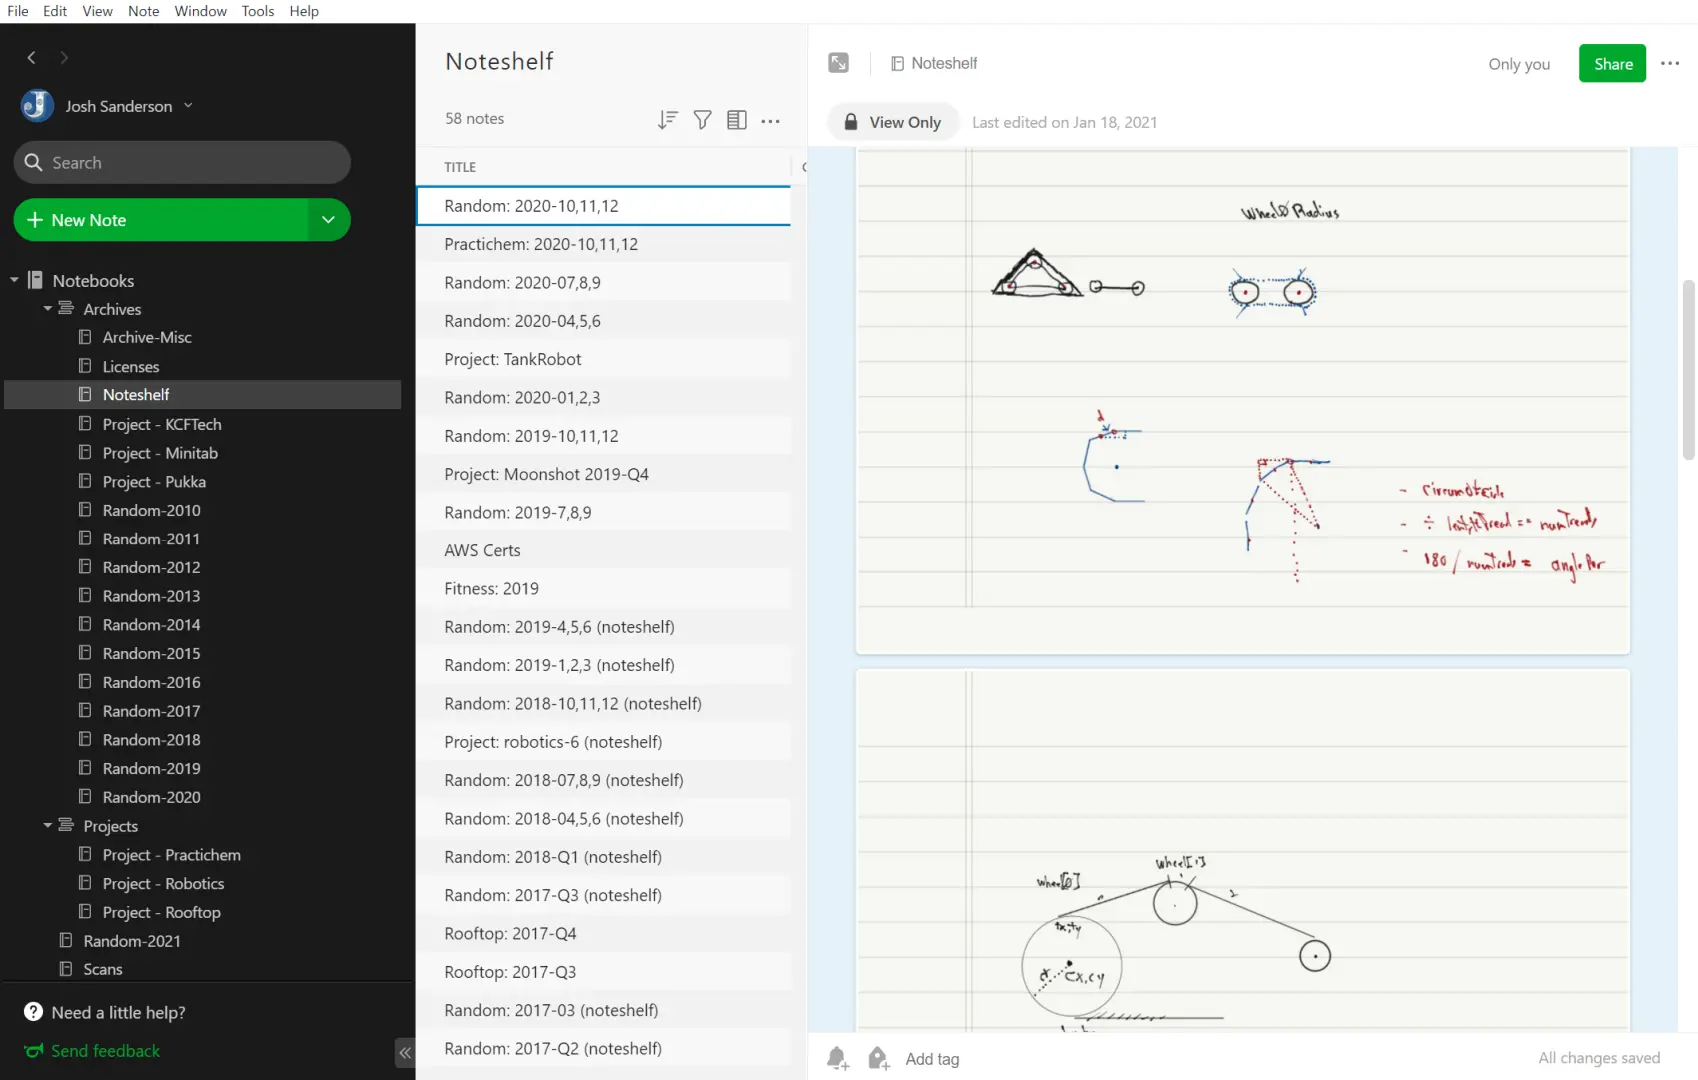 File Edit View Note Window Tools Help
Josh Sanderson
Search
New Note
Notebooks
Archives
Archive-Misc
Licenses
Noteshelf
Project - KCFTech
Project - Minitab
Project - Pukka
Random-2010
Random-2011
Random-2012
Random-2013
Random-2014
Random-2015
Random-2016
Random-2017
Random-2018
Random-2019
Random-2020
Projects
Project - Practichem
Project - Robotics
Project - Rooftop
Random-2021
Scans
Need a little help?
Send feedback
Noteshelf
58 notes
TITLE
Random: 2020-10,11,12
Practichem: 2020-10,11,12
Random: 2020-07,8,9
Random: 2020-04,5,6
Project: TankRobot
Random: 2020-01,2,3
Random: 2019-10,11,12
Project: Moonshot 2019-Q4
Random: 2019-7,8,9
AWS Certs
Fitness: 2019
Random: 2019-4,5,6 (noteshelf)
Random: 2019-1,2,3 (noteshelf)
Random: 2018-10,11,12 (noteshelf)
Project: robotics-6 (noteshelf)
Random: 2018-07,8,9 (noteshelf)
Random: 2018-04,5,6 (noteshelf)
Random: 2018-Q1 (noteshelf)
Random: 2017-Q3 (noteshelf)
Rooftop: 2017-Q4
Rooftop: 2017-Q3
Random: 2017-03 (noteshelf)
Random: 2017-Q2 (noteshelf)
Noteshelf
Only you
Share
View Only
Last edited on Jan 18, 2021
Radius
d
÷ == numTreads
180 / numTreads = angle Per
wheel[1]
wheel[0]
2
tx,ty
cx,cy
Add tag
All changes saved